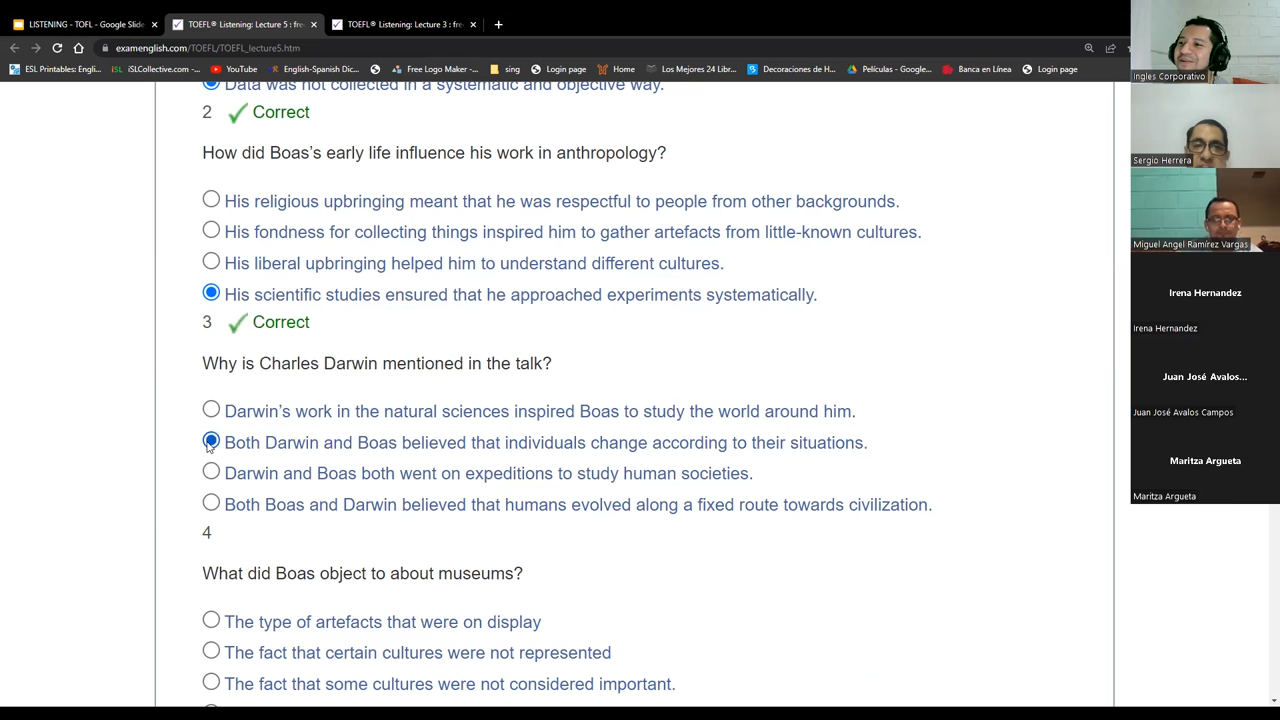 LISTENING - TOFL - Google Slide
TOEFL® Listening: Lecture 5 : fre
TOEFL® Listening: Lecture 3 : fre
examenglish.com/TOEFL/TOEFL_lecture5.htm
ESL Printables: Engli...
iSLCollective.com -...
YouTube
English-Spanish Dic...
Free Logo Maker -...
sing
Login page
Home
Los Mejores 24 Libr...
Decoraciones de H...
Películas - Google...
Banca en Línea
Login page
Data was not collected in a systematic and objective way.
2 Correct
How did Boas's early life influence his work in anthropology?
His religious upbringing meant that he was respectful to people from other backgrounds.
His fondness for collecting things inspired him to gather artefacts from little-known cultures.
His liberal upbringing helped him to understand different cultures.
His scientific studies ensured that he approached experiments systematically.
3 Correct
Why is Charles Darwin mentioned in the talk?
Darwin's work in the natural sciences inspired Boas to study the world around him.
Both Darwin and Boas believed that individuals change according to their situations.
Darwin and Boas both went on expeditions to study human societies.
Both Boas and Darwin believed that humans evolved along a fixed route towards civilization.
4
What did Boas object to about museums?
The type of artefacts that were on display
The fact that certain cultures were not represented
The fact that some cultures were not considered important.
Ingles Corporativo
Sergio Herrera
Miguel Angel Ramírez Vargas
Irena Hernandez
Irena Hernandez
Juan José Avalos...
Juan José Avalos Campos
Maritza Argueta
Maritza Argueta